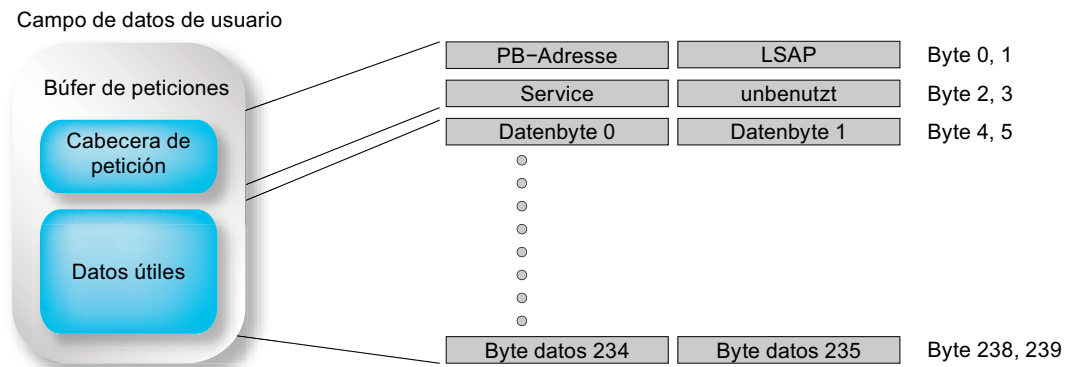 Campo de datos de usuario
Búfer de peticiones
Cabecera de
petición
Datos útiles
PB-Adresse LSAP Byte 0, 1
Service unbenutzt Byte 2, 3
Datenbyte 0 Datenbyte 1 Byte 4, 5
Byte datos 234 Byte datos 235 Byte 238, 239